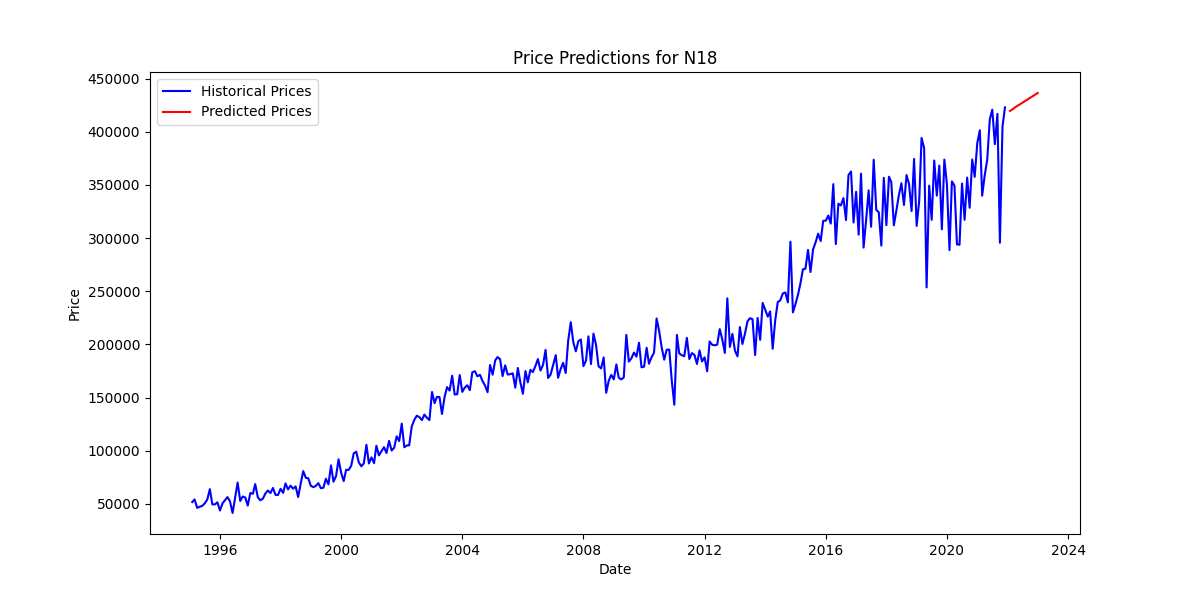 Price Predictions for N18
450000
400000
350000
300000
250000
200000
150000
100000
50000
Price
Historical Prices
Predicted Prices
1996 2000 2004 2008 2012 2016 2020 2024
Date